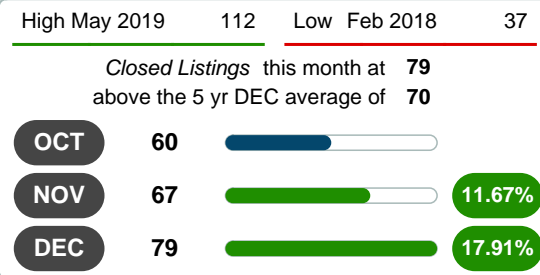 High May 2019 112 Low Feb 2018 37
Closed Listings this month at 79
above the 5 yr DEC average of 70
OCT 60
NOV 67 11.67%
DEC 79 17.91%